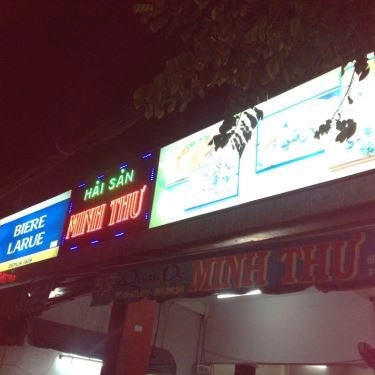 BIERE
LARUE
HẢI SẢN
MINH THƯ
MINH THƯ